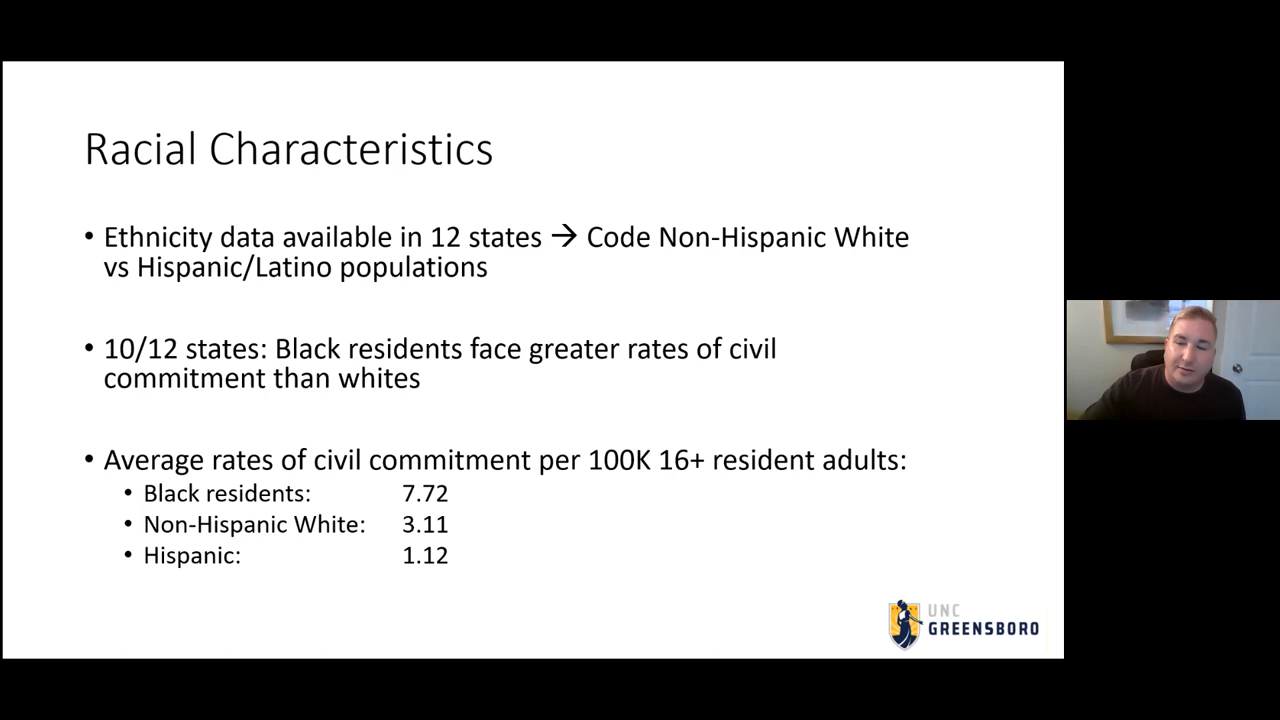 Racial Characteristics
• Ethnicity data available in 12 states → Code Non-Hispanic White
vs Hispanic/Latino populations
• 10/12 states: Black residents face greater rates of civil
commitment than whites
• Average rates of civil commitment per 100K 16+ resident adults:
• Black residents: 7.72
• Non-Hispanic White: 3.11
• Hispanic: 1.12
UNC
GREENSBORO